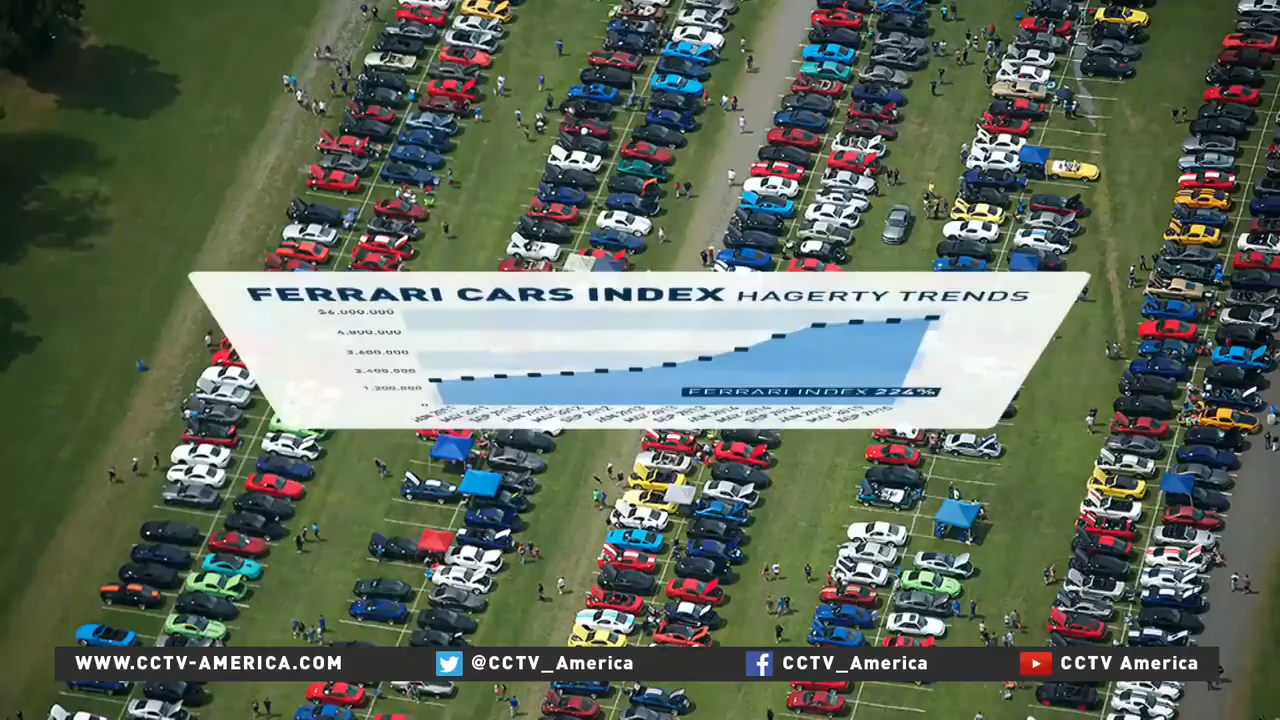 FERRARI CARS INDEX HAGERTY TRENDS
$6,000,000
4,800,000
3,600,000
2,400,000
1,200,000
0
FERRARI INDEX 224%
WWW.CCTV-AMERICA.COM
@CCTV_America
CCTV_America
CCTV America